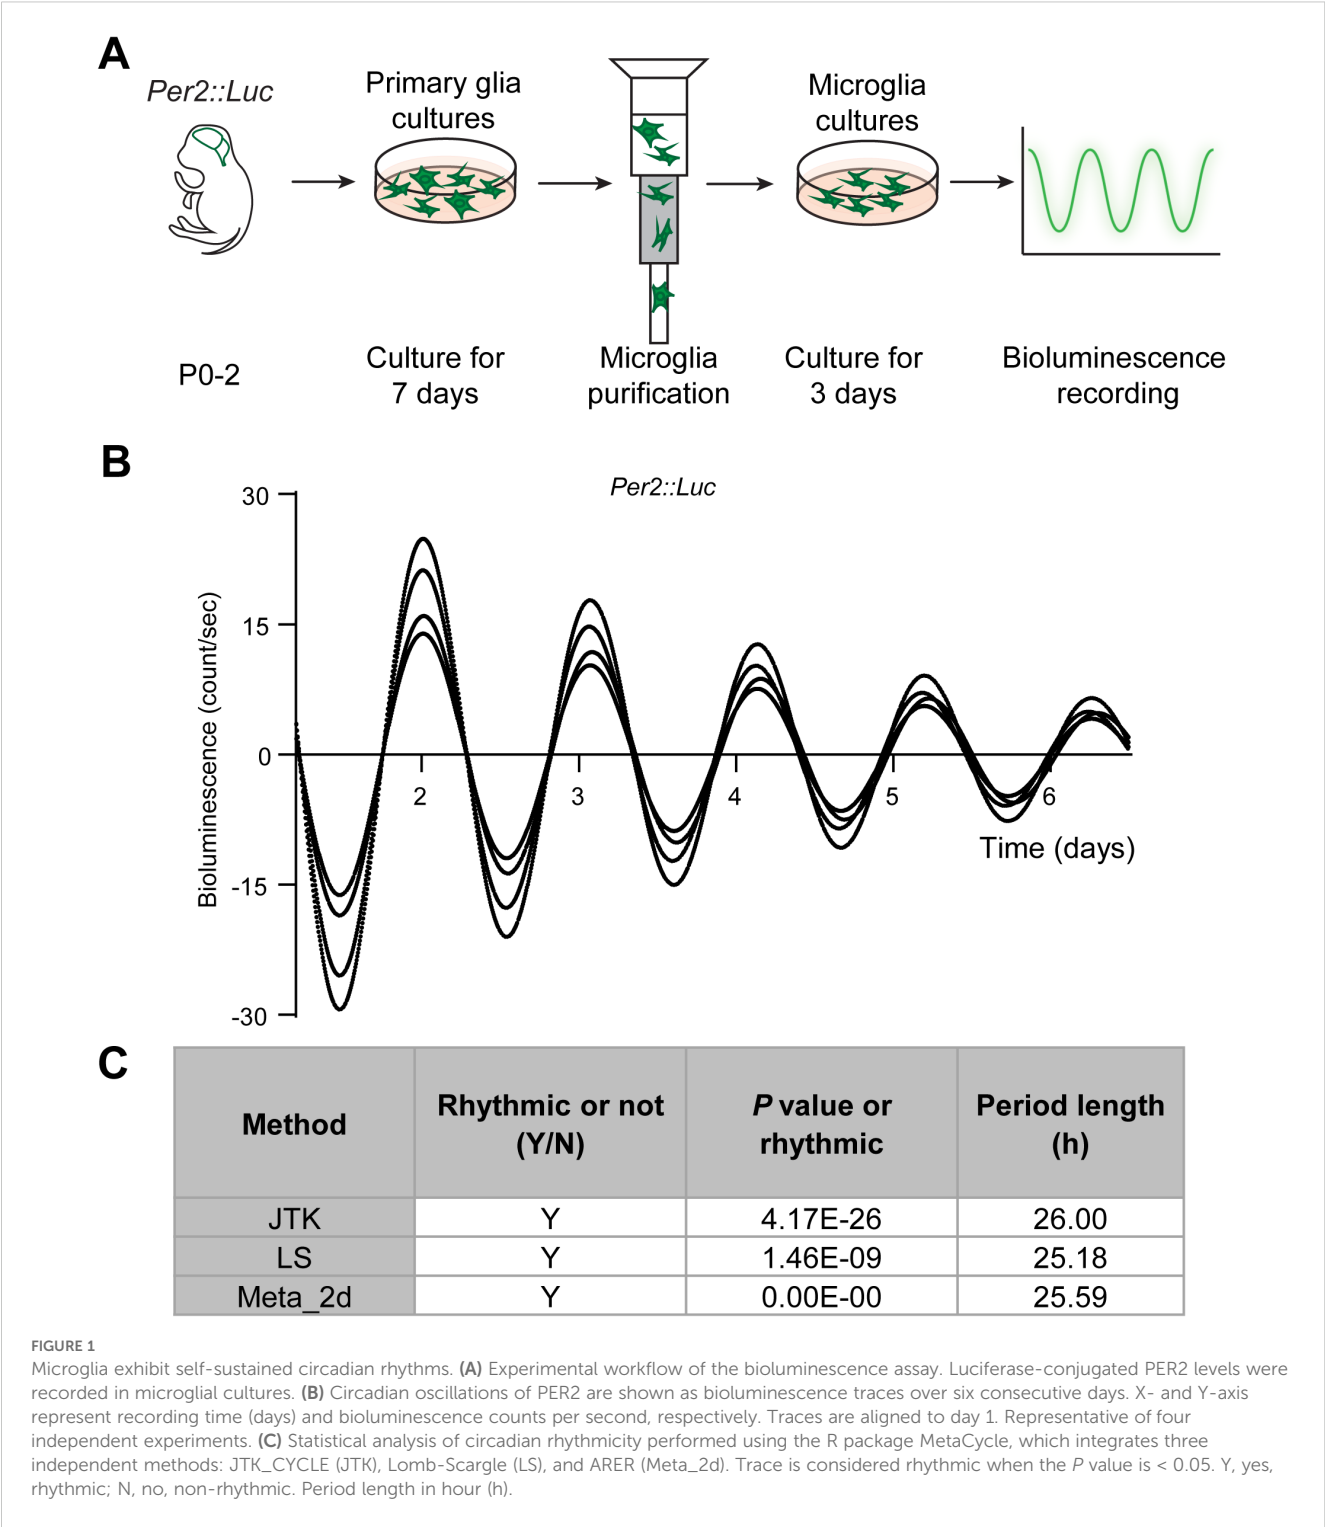 A
Per2::Luc
Primary glia
cultures
Microglia
cultures
P0-2
Culture for
7 days
Microglia
purification
Culture for
3 days
Bioluminescence
recording
B
Per2::Luc
Bioluminescence (count/sec)
30
15
0
-15
-30
2
3
4
5
6
Time (days)
C
Method
Rhythmic or not
(Y/N)
P value or
rhythmic
Period length
(h)
JTK Y 4.17E-26 26.00
LS Y 1.46E-09 25.18
Meta_2d Y 0.00E-00 25.59
FIGURE 1
Microglia exhibit self-sustained circadian rhythms. (A) Experimental workflow of the bioluminescence assay. Luciferase-conjugated PER2 levels were
recorded in microglial cultures. (B) Circadian oscillations of PER2 are shown as bioluminescence traces over six consecutive days. X- and Y-axis
represent recording time (days) and bioluminescence counts per second, respectively. Traces are aligned to day 1. Representative of four
independent experiments. (C) Statistical analysis of circadian rhythmicity performed using the R package MetaCycle, which integrates three
independent methods: JTK_CYCLE (JTK), Lomb-Scargle (LS), and ARER (Meta_2d). Trace is considered rhythmic when the P value is < 0.05. Y, yes,
rhythmic; N, no, non-rhythmic. Period length in hour (h).